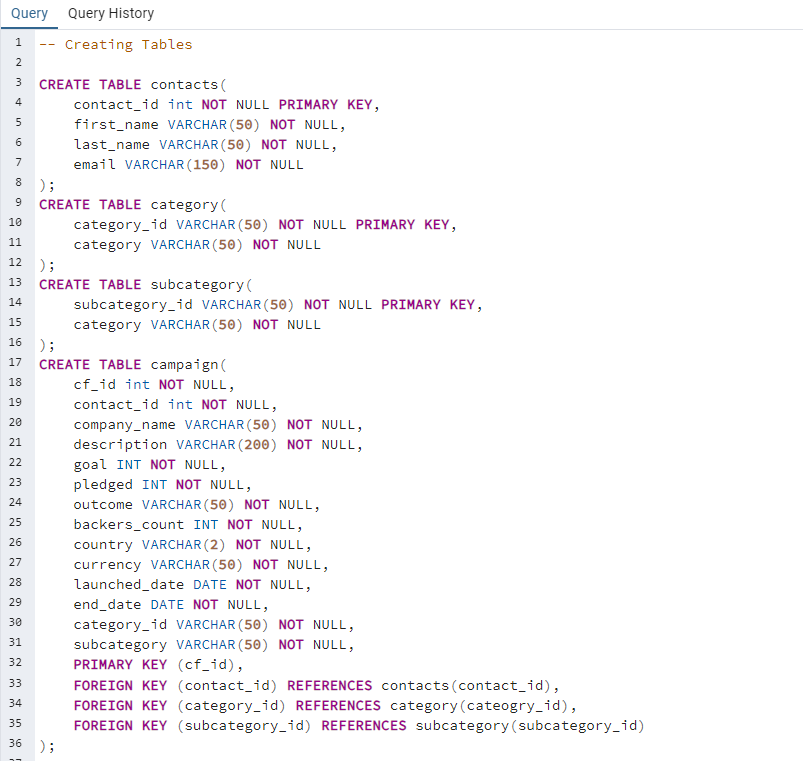 Query Query History
1 -- Creating Tables
2
3 CREATE TABLE contacts(
4 contact_id int NOT NULL PRIMARY KEY,
5 first_name VARCHAR(50) NOT NULL,
6 last_name VARCHAR(50) NOT NULL,
7 email VARCHAR(150) NOT NULL
8 );
9 CREATE TABLE category(
10 category_id VARCHAR(50) NOT NULL PRIMARY KEY,
11 category VARCHAR(50) NOT NULL
12 );
13 CREATE TABLE subcategory(
14 subcategory_id VARCHAR(50) NOT NULL PRIMARY KEY,
15 category VARCHAR(50) NOT NULL
16 );
17 CREATE TABLE campaign(
18 cf_id int NOT NULL,
19 contact_id int NOT NULL,
20 company_name VARCHAR(50) NOT NULL,
21 description VARCHAR(200) NOT NULL,
22 goal INT NOT NULL,
23 pledged INT NOT NULL,
24 outcome VARCHAR(50) NOT NULL,
25 backers_count INT NOT NULL,
26 country VARCHAR(2) NOT NULL,
27 currency VARCHAR(50) NOT NULL,
28 launched_date DATE NOT NULL,
29 end_date DATE NOT NULL,
30 category_id VARCHAR(50) NOT NULL,
31 subcategory VARCHAR(50) NOT NULL,
32 PRIMARY KEY (cf_id),
33 FOREIGN KEY (contact_id) REFERENCES contacts(contact_id),
34 FOREIGN KEY (category_id) REFERENCES category(cateogry_id),
35 FOREIGN KEY (subcategory_id) REFERENCES subcategory(subcategory_id)
36 );